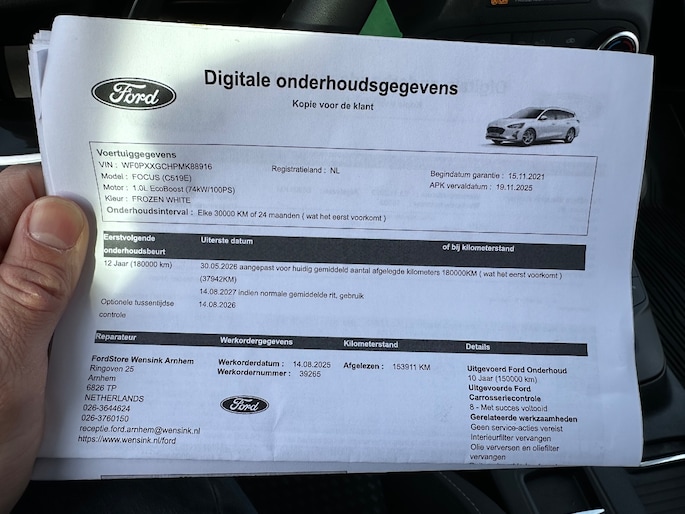 Ford
Digitale onderhoudsgegevens
Kopie voor de klant
Voertuiggegevens
VIN : WF0PXXGCHPMK88916
Registratieland : NL
Begindatum garantie : 15.11.2021
Model : FOCUS (C519E)
APK vervaldatum : 19.11.2025
Motor : 1.0L EcoBoost (74kW/100PS)
Kleur : FROZEN WHITE
Onderhoudsinterval : Elke 30000 KM of 24 maanden ( wat het eerst voorkomt )
Eerstvolgende onderhoudsbeurt
Uiterste datum
of bij kilometerstand
12 Jaar (180000 km)
30.05.2026 aangepast voor huidig gemiddeld aantal afgelegde kilometers 180000KM ( wat het eerst voorkomt )
(37942KM)
14.08.2027 indien normale gemiddelde rit, gebruik
Optionele tussentijdse
14.08.2026
controle
Reparateur
Werkordergegevens
Kilometerstand
Details
FordStore Wensink Arnhem
Ringoven 25
Arnhem
6826 TP
NETHERLANDS
026-3644624
026-3760150
receptie.ford.arnhem@wensink.nl
https://www.wensink.nl/ford
Werkorderdatum : 14.08.2025
Werkordernummer : 39265
Ford
Afgelezen : 153911 KM
Uitgevoerd Ford Onderhoud
10 Jaar (150000 km)
Uitgevoerde Ford
Carrosseriecontrole
8 - Met succes voltooid
Gerelateerde werkzaamheden
Geen service-acties vereist
Interieurfilter vervangen
Olie verversen en oliefilter
vervangen